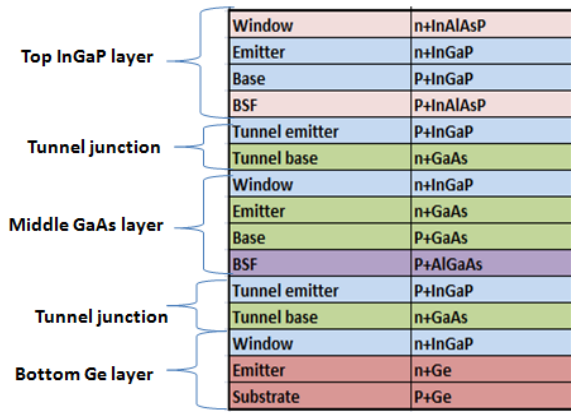 Top InGaP layer
Window n+InAlAsP
Emitter n+InGaP
Base P+InGaP
BSF P+InAlAsP
Tunnel junction
Tunnel emitter P+InGaP
Tunnel base n+GaAs
Middle GaAs layer
Window n+InGaP
Emitter n+GaAs
Base P+GaAs
BSF P+AlGaAs
Tunnel junction
Tunnel emitter P+InGaP
Tunnel base n+GaAs
Bottom Ge layer
Window n+InGaP
Emitter n+Ge
Substrate P+Ge